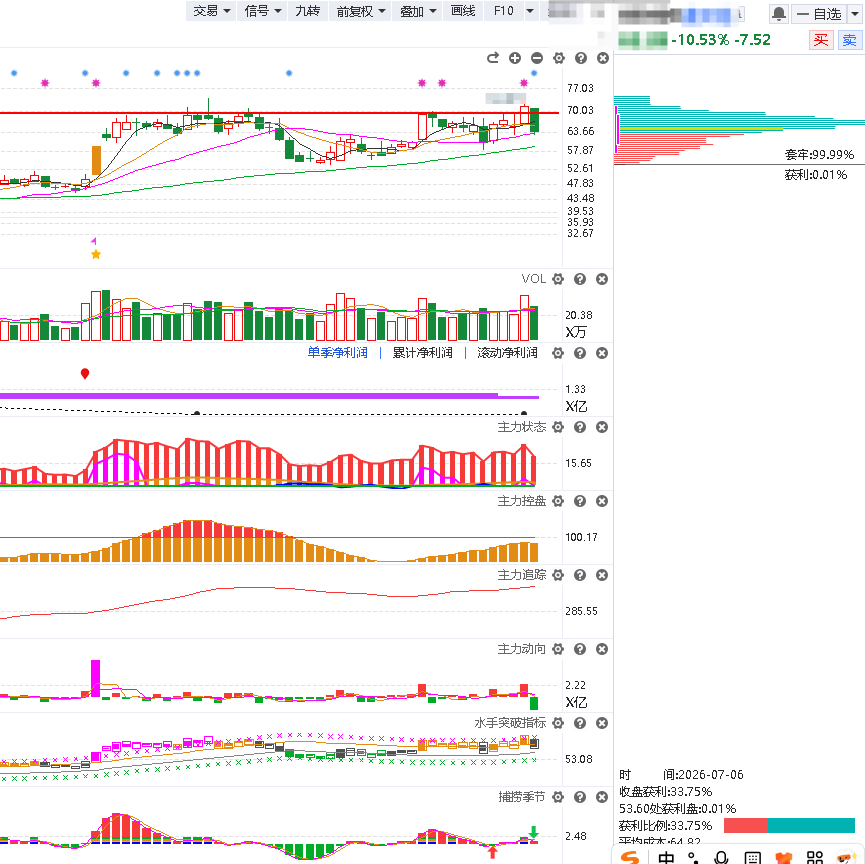 交易 信号 九转 前复权 叠加 画线 F10
自选
-10.53% -7.52 买 卖
77.03
70.03
63.66
57.87
52.61
47.83
43.48
39.53
35.93
32.67
套牢:99.99%
获利:0.01%
VOL
20.38
X万
单季净利润 | 累计净利润 | 滚动净利润
1.33
X亿
主力状态
15.65
主力控盘
100.17
主力追踪
285.55
主力动向
2.22
X亿
水手突破指标
53.08
捕捞季节
2.48
时 间:2026-07-06
收盘获利:33.75%
53.60处获利盘:0.01%
获利比例:33.75%
平均成本:64.82
中